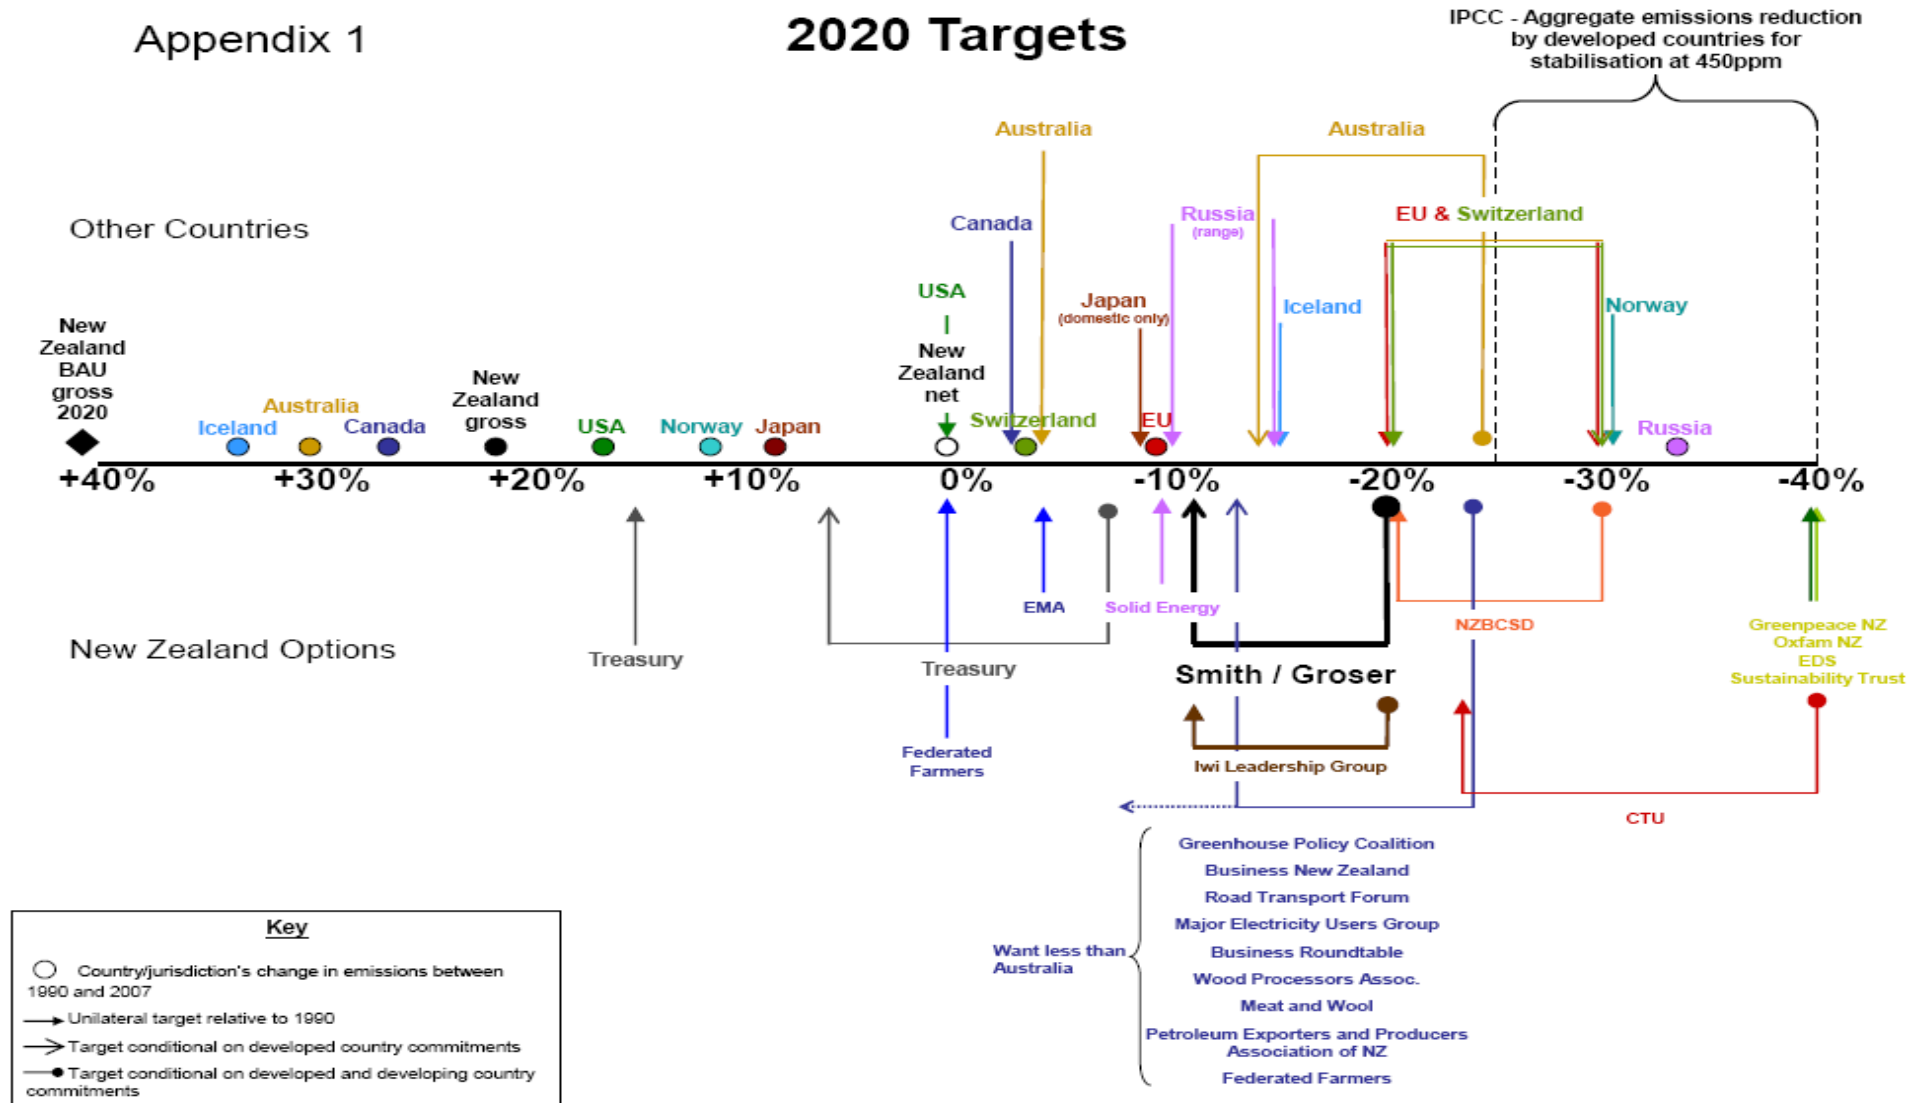 Appendix 1
2020 Targets
IPCC - Aggregate emissions reduction
by developed countries for
stabilisation at 450ppm
Australia
Australia
Other Countries
Canada
Russia
(range)
EU & Switzerland
USA
Japan
(domestic only)
Iceland
Norway
New
Zealand
BAU
gross
2020
New
Zealand
gross
New
Zealand
net
Iceland
Australia
Canada
USA
Norway
Japan
Switzerland
EU
Russia
+40%
+30%
+20%
+10%
0%
-10%
-20%
-30%
-40%
New Zealand Options
Treasury
Treasury
EMA
Solid Energy
NZBCSD
Greenpeace NZ
Oxfam NZ
EDS
Sustainability Trust
Smith / Groser
Federated
Farmers
Iwi Leadership Group
CTU
Want less than
Australia
Greenhouse Policy Coalition
Business New Zealand
Road Transport Forum
Major Electricity Users Group
Business Roundtable
Wood Processors Assoc.
Meat and Wool
Petroleum Exporters and Producers
Association of NZ
Federated Farmers
Key
Country/jurisdiction's change in emissions between
1990 and 2007
Unilateral target relative to 1990
Target conditional on developed country commitments
Target conditional on developed and developing country
commitments